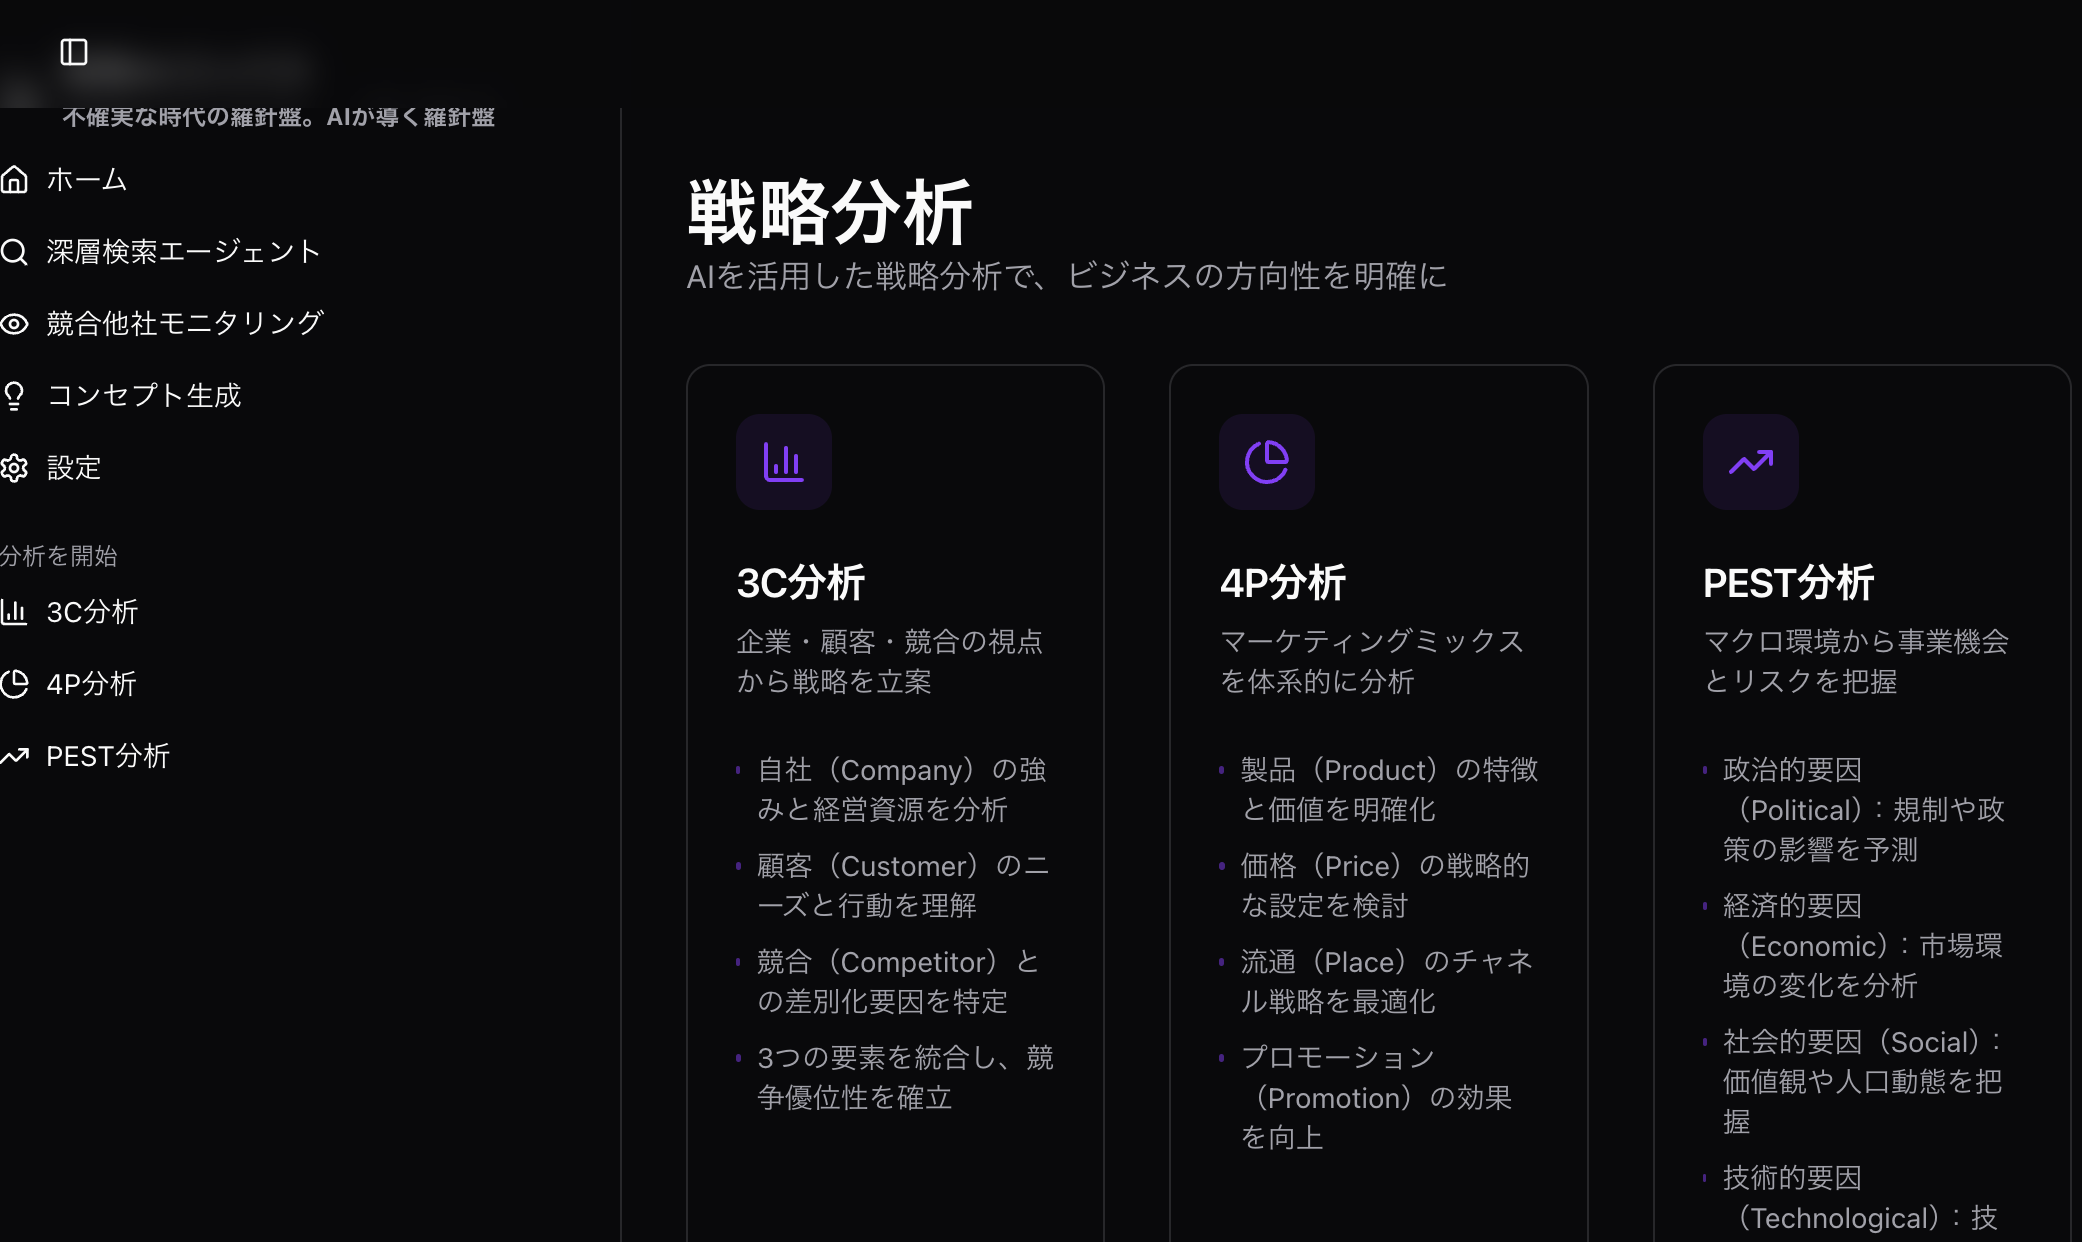 不確実な時代の羅針盤。AIが導く羅針盤
ホーム
深層検索エージェント
競合他社モニタリング
コンセプト生成
設定
分析を開始
3C分析
4P分析
PEST分析
戦略分析
AIを活用した戦略分析で、ビジネスの方向性を明確に
3C分析
企業・顧客・競合の視点
から戦略を立案
自社（Company）の強
みと経営資源を分析
顧客（Customer）のニ
ーズと行動を理解
競合（Competitor）と
の差別化要因を特定
3つの要素を統合し、競
争優位性を確立
4P分析
マーケティングミックス
を体系的に分析
製品（Product）の特徴
と価値を明確化
価格（Price）の戦略的
な設定を検討
流通（Place）のチャネ
ル戦略を最適化
プロモーション
（Promotion）の効果
を向上
PEST分析
マクロ環境から事業機会
とリスクを把握
政治的要因
（Political）：規制や政
策の影響を予測
経済的要因
（Economic）：市場環
境の変化を分析
社会的要因（Social）：
価値観や人口動態を把
握
技術的要因
（Technological）：技